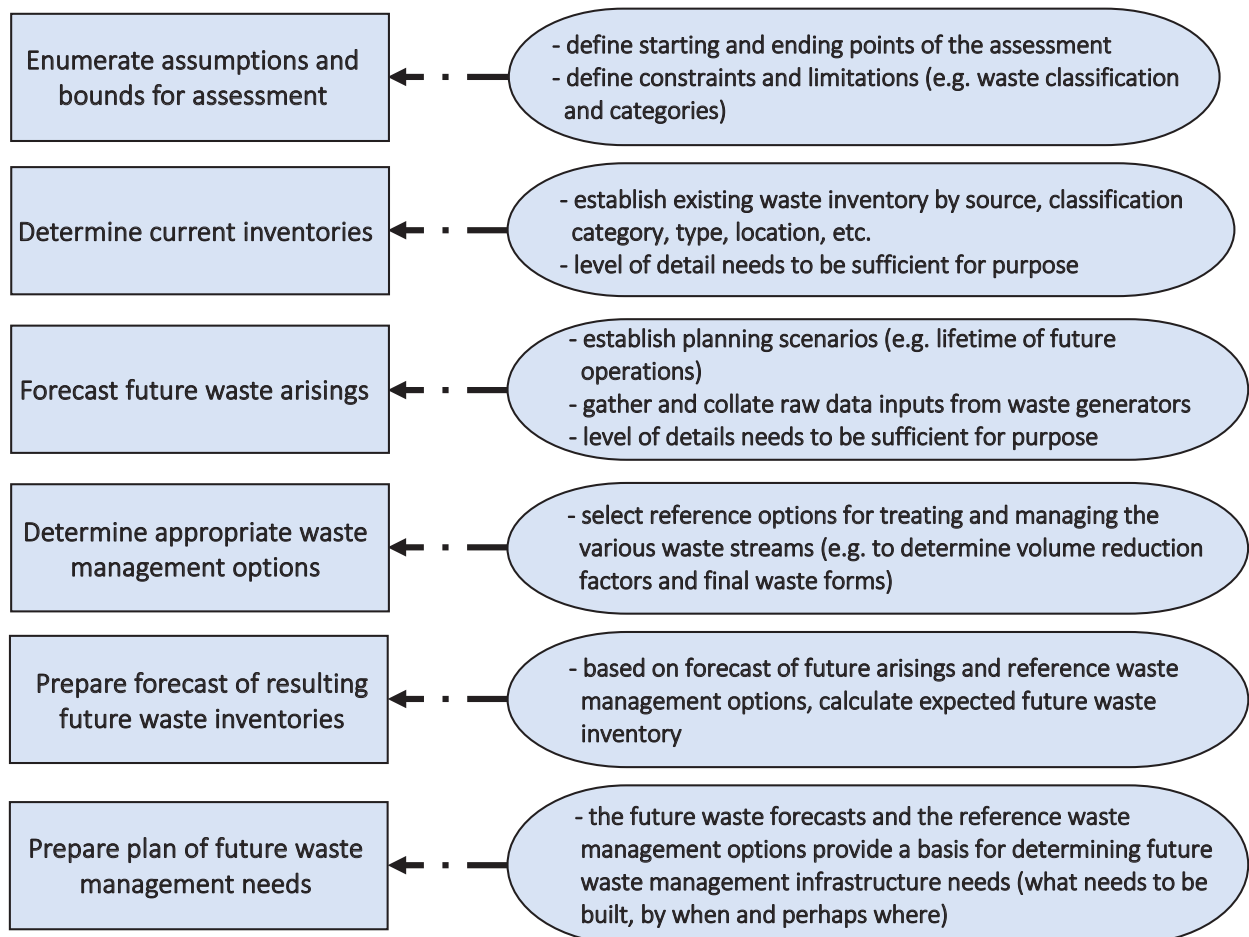 Enumerate assumptions and
bounds for assessment
- define starting and ending points of the assessment
- define constraints and limitations (e.g. waste classification
and categories)
Determine current inventories
- establish existing waste inventory by source, classification
category, type, location, etc.
- level of detail needs to be sufficient for purpose
Forecast future waste arisings
- establish planning scenarios (e.g. lifetime of future
operations)
- gather and collate raw data inputs from waste generators
- level of details needs to be sufficient for purpose
Determine appropriate waste
management options
- select reference options for treating and managing the
various waste streams (e.g. to determine volume reduction
factors and final waste forms)
Prepare forecast of resulting
future waste inventories
- based on forecast of future arisings and reference waste
management options, calculate expected future waste
inventory
Prepare plan of future waste
management needs
- the future waste forecasts and the reference waste
management options provide a basis for determining future
waste management infrastructure needs (what needs to be
built, by when and perhaps where)